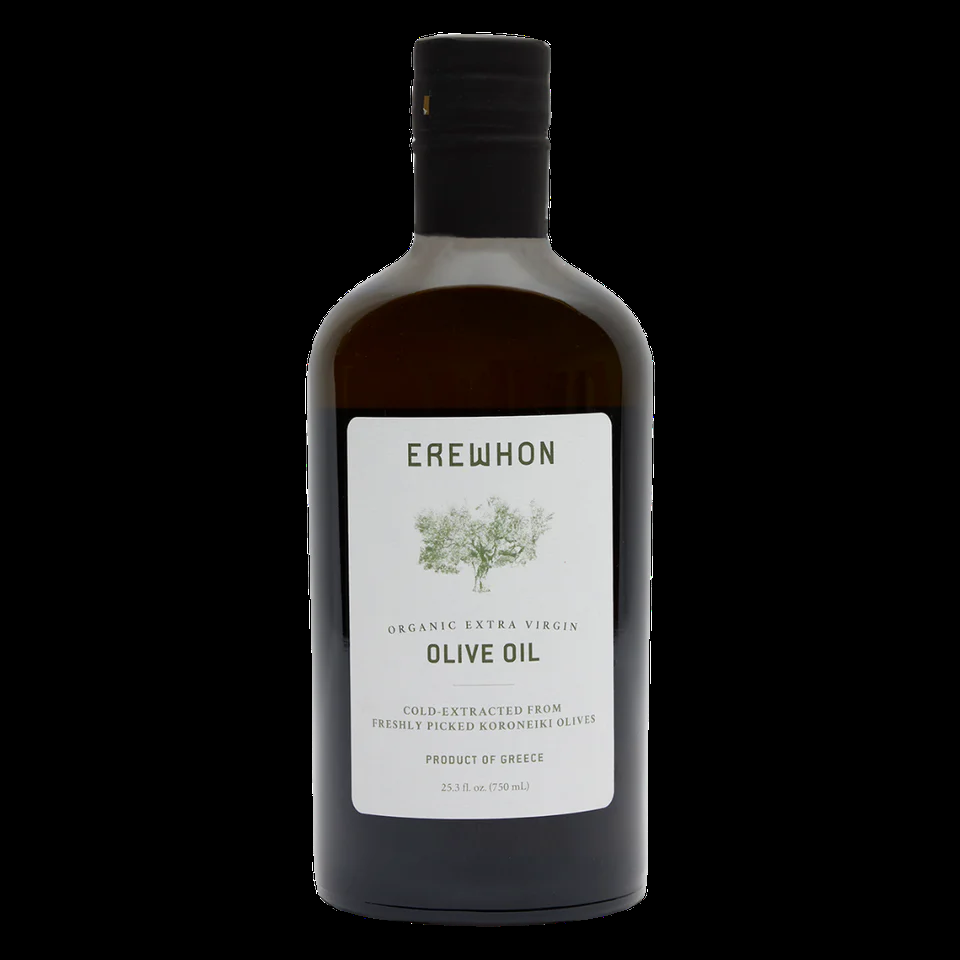 EREWHON
ORGANIC EXTRA VIRGIN
OLIVE OIL
COLD-EXTRACTED FROM
FRESHLY PICKED KORONEIKI OLIVES
PRODUCT OF GREECE
25.3 fl. oz. (750 mL)